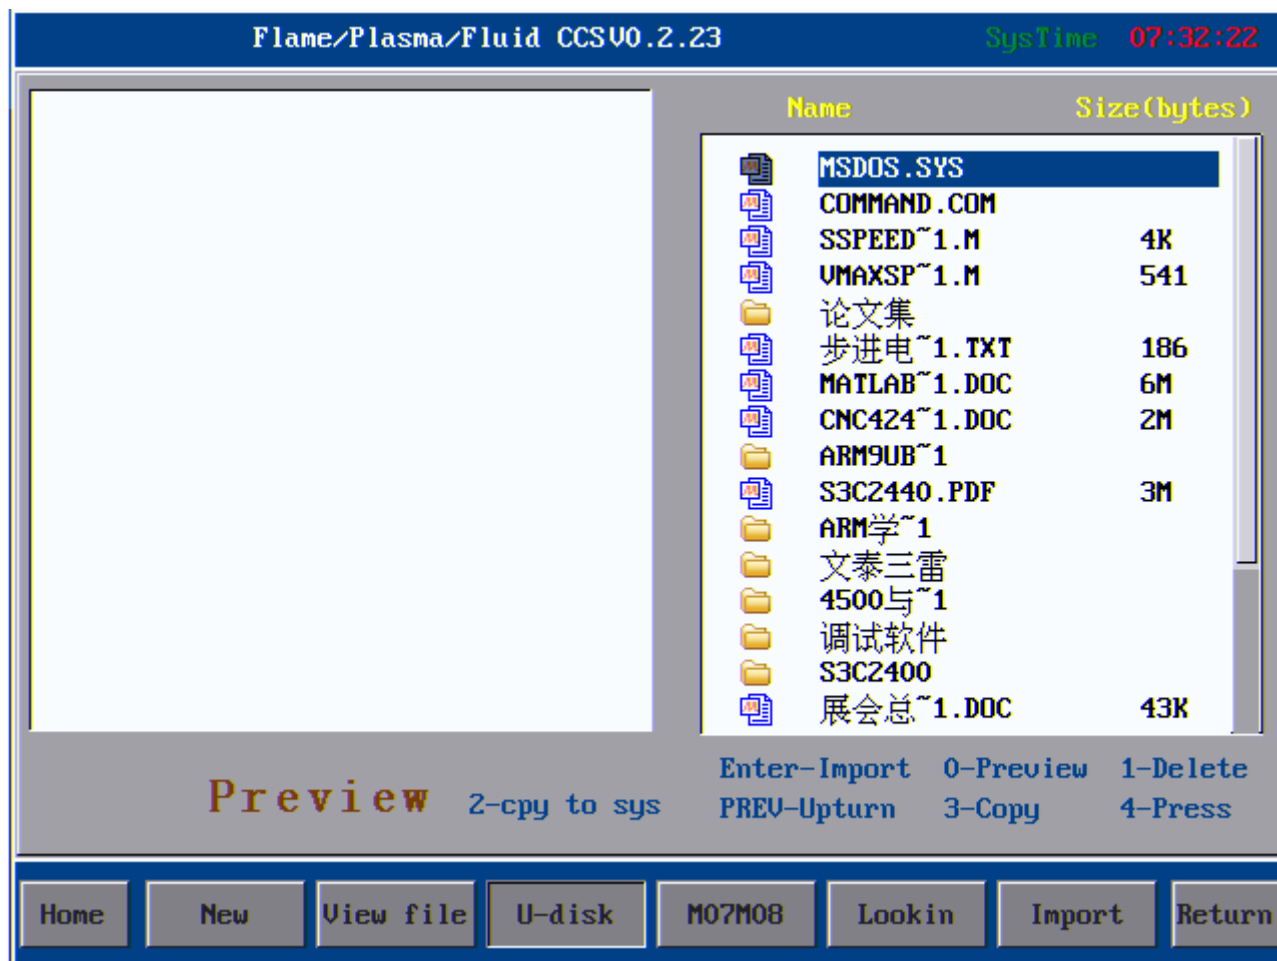 Flame/Plasma/Fluid CCSV0.2.23 SysTime 07:32:22
Name Size(bytes)
MSDOS.SYS
COMMAND.COM
SSPEED~1.M 4K
VMAXSP~1.M 541
论文集
步进电~1.TXT 186
MATLAB~1.DOC 6M
CNC424~1.DOC 2M
ARM9UB~1
S3C2440.PDF 3M
ARM学~1
文泰三雷
4500与~1
调试软件
S3C2400
展会总~1.DOC 43K
Enter-Import 0-Preview 1-Delete
Preview 2-cpy to sys PREV-Upturn 3-Copy 4-Press
Home New View file U-disk M07M08 Lookin Import Return